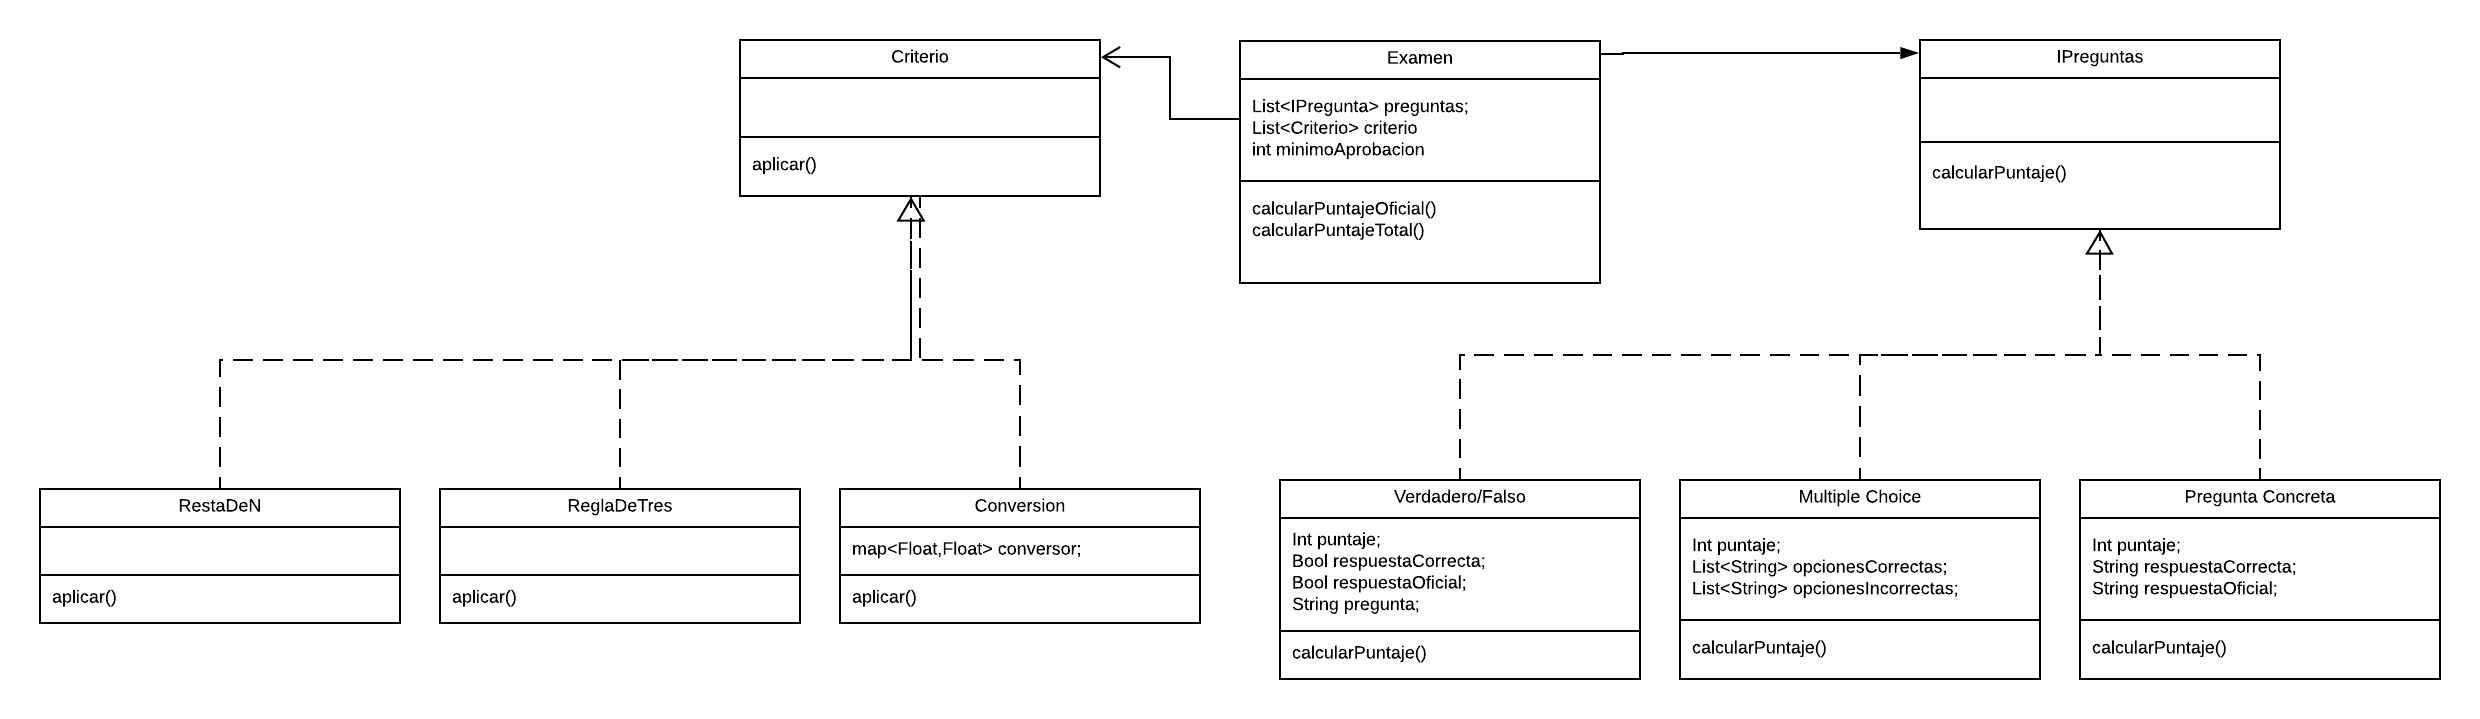 Criterio
aplicar()
Examen
List<IPregunta> preguntas;
List<Criterio> criterio
int minimoAprobacion
calcularPuntajeOficial()
calcularPuntajeTotal()
IPreguntas
calcularPuntaje()
RestaDeN
aplicar()
ReglaDeTres
aplicar()
Conversion
map<Float,Float> conversor;
aplicar()
Verdadero/Falso
Int puntaje;
Bool respuestaCorrecta;
Bool respuestaOficial;
String pregunta;
calcularPuntaje()
Multiple Choice
Int puntaje;
List<String> opcionesCorrectas;
List<String> opcionesIncorrectas;
calcularPuntaje()
Pregunta Concreta
Int puntaje;
String respuestaCorrecta;
String respuestaOficial;
calcularPuntaje()